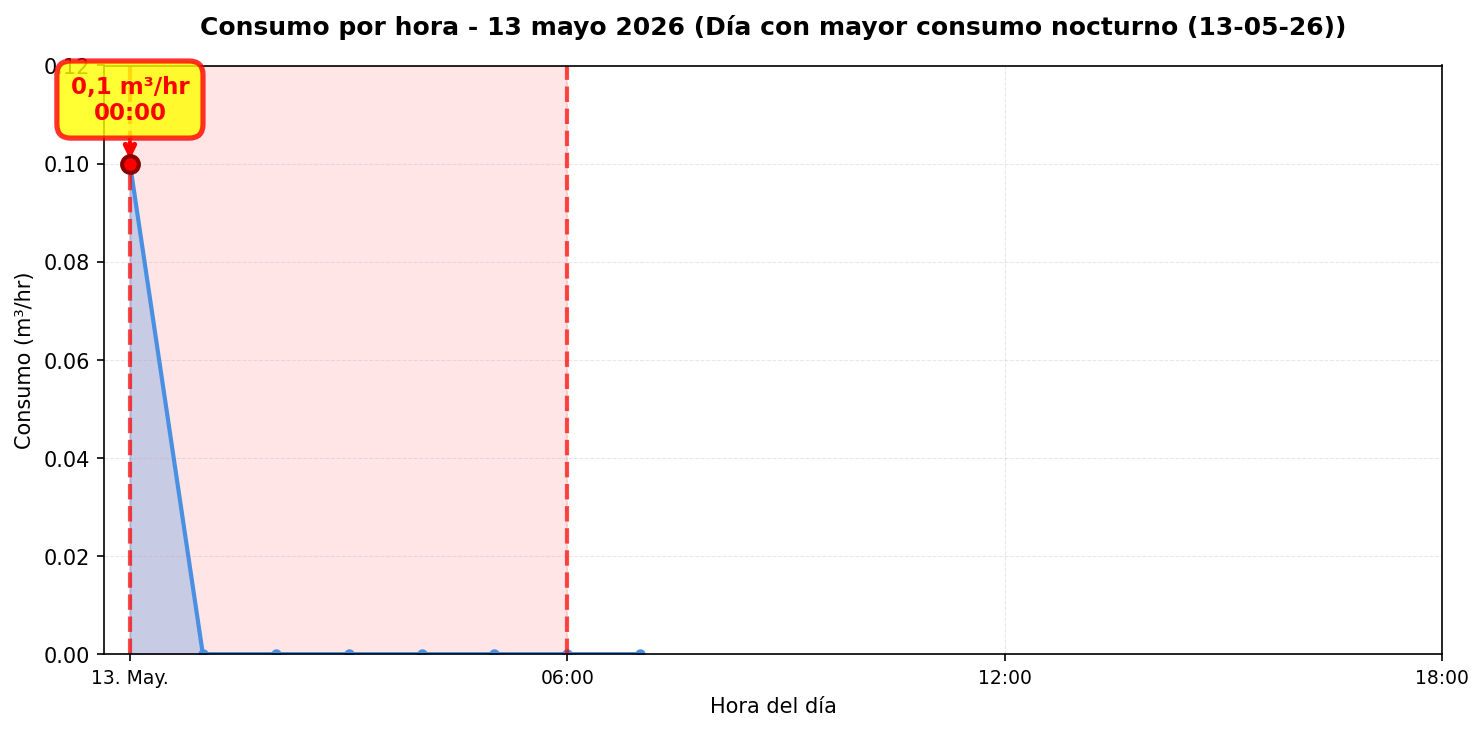 Consumo por hora - 13 mayo 2026 (Día con mayor consumo nocturno (13-05-26))
0.12
0,1 m³/hr
00:00
0.10
0.08
0.06
0.04
0.02
0.00
Consumo (m³/hr)
13. May.
06:00
12:00
18:00
Hora del día